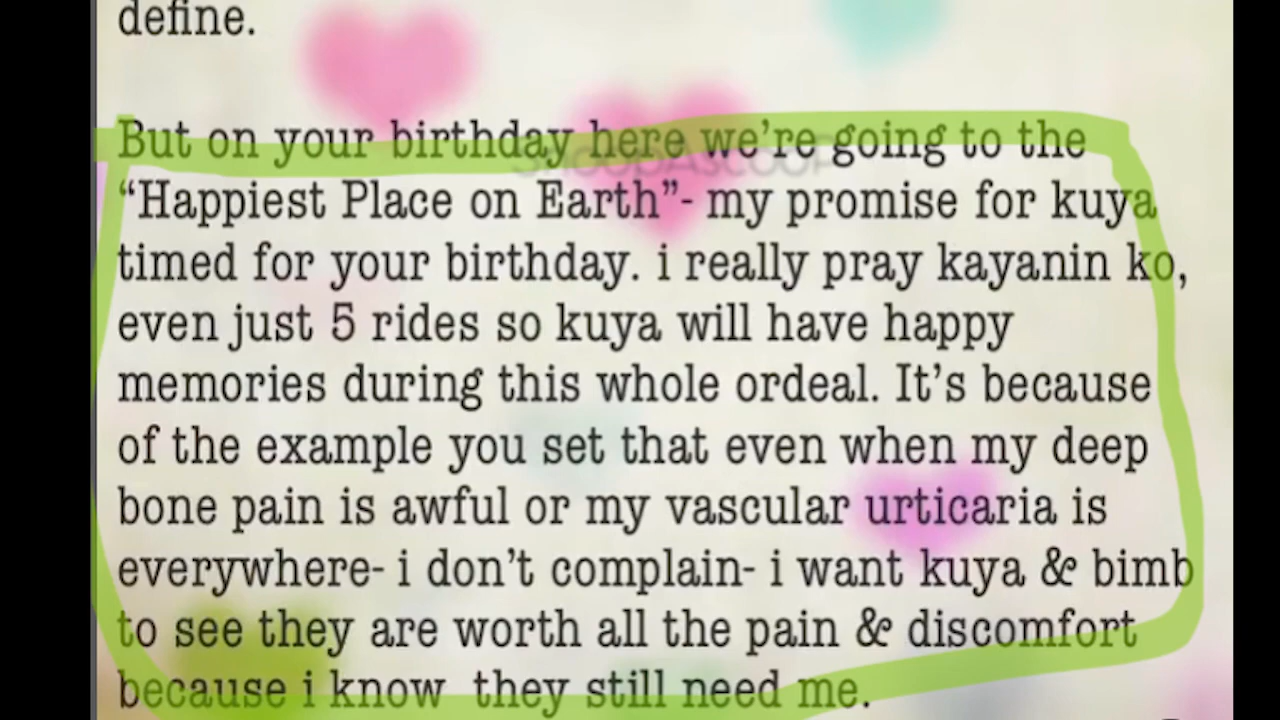 define.
But on your birthday here we’re going to the
“Happiest Place on Earth”- my promise for kuya
timed for your birthday. i really pray kayanin ko,
even just 5 rides so kuya will have happy
memories during this whole ordeal. It’s because
of the example you set that even when my deep
bone pain is awful or my vascular urticaria is
everywhere- i don’t complain- i want kuya & bimb
to see they are worth all the pain & discomfort
because i know they still need me.